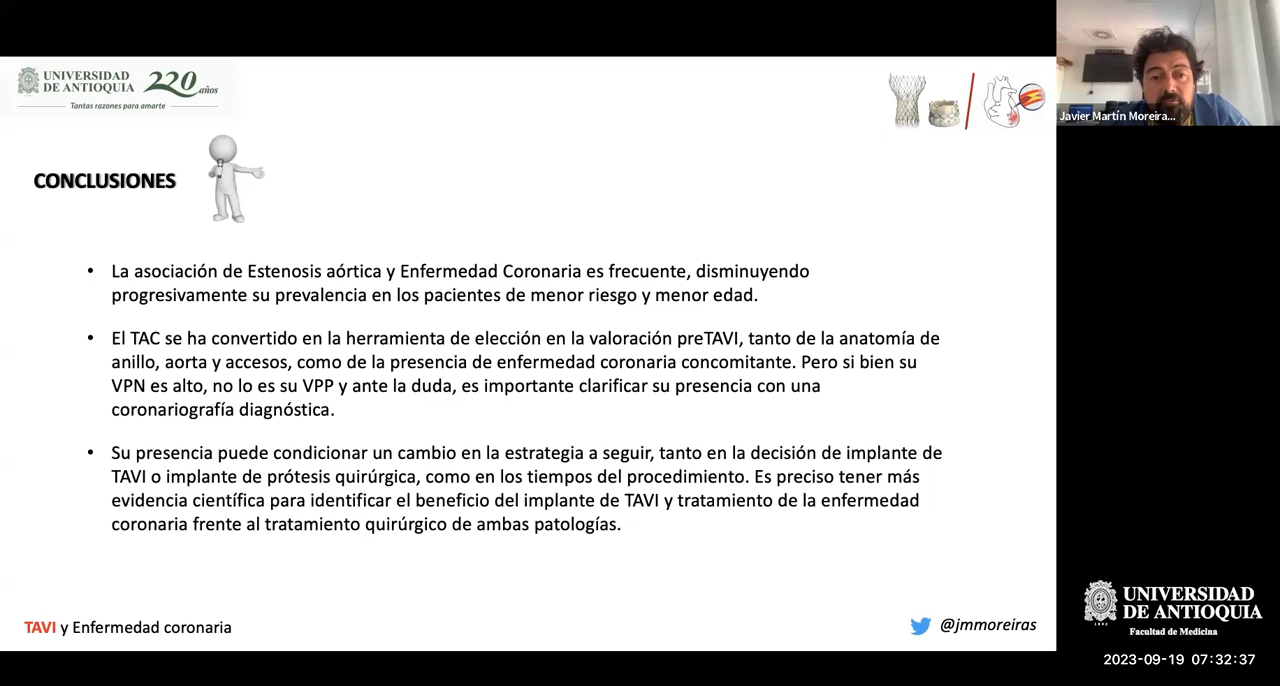 UNIVERSIDAD
DE ANTIOQUIA
220 años
Tantas razones para amarte
Javier Martín Moreira...
CONCLUSIONES
• La asociación de Estenosis aórtica y Enfermedad Coronaria es frecuente, disminuyendo
progresivamente su prevalencia en los pacientes de menor riesgo y menor edad.
• El TAC se ha convertido en la herramienta de elección en la valoración preTAVI, tanto de la anatomía de
anillo, aorta y accesos, como de la presencia de enfermedad coronaria concomitante. Pero si bien su
VPN es alto, no lo es su VPP y ante la duda, es importante clarificar su presencia con una
coronariografía diagnóstica.
• Su presencia puede condicionar un cambio en la estrategia a seguir, tanto en la decisión de implante de
TAVI o implante de prótesis quirúrgica, como en los tiempos del procedimiento. Es preciso tener más
evidencia científica para identificar el beneficio del implante de TAVI y tratamiento de la enfermedad
coronaria frente al tratamiento quirúrgico de ambas patologías.
TAVI y Enfermedad coronaria
@jmmoreiras
UNIVERSIDAD
DE ANTIOQUIA
Facultad de Medicina
2023-09-19 07:32:37